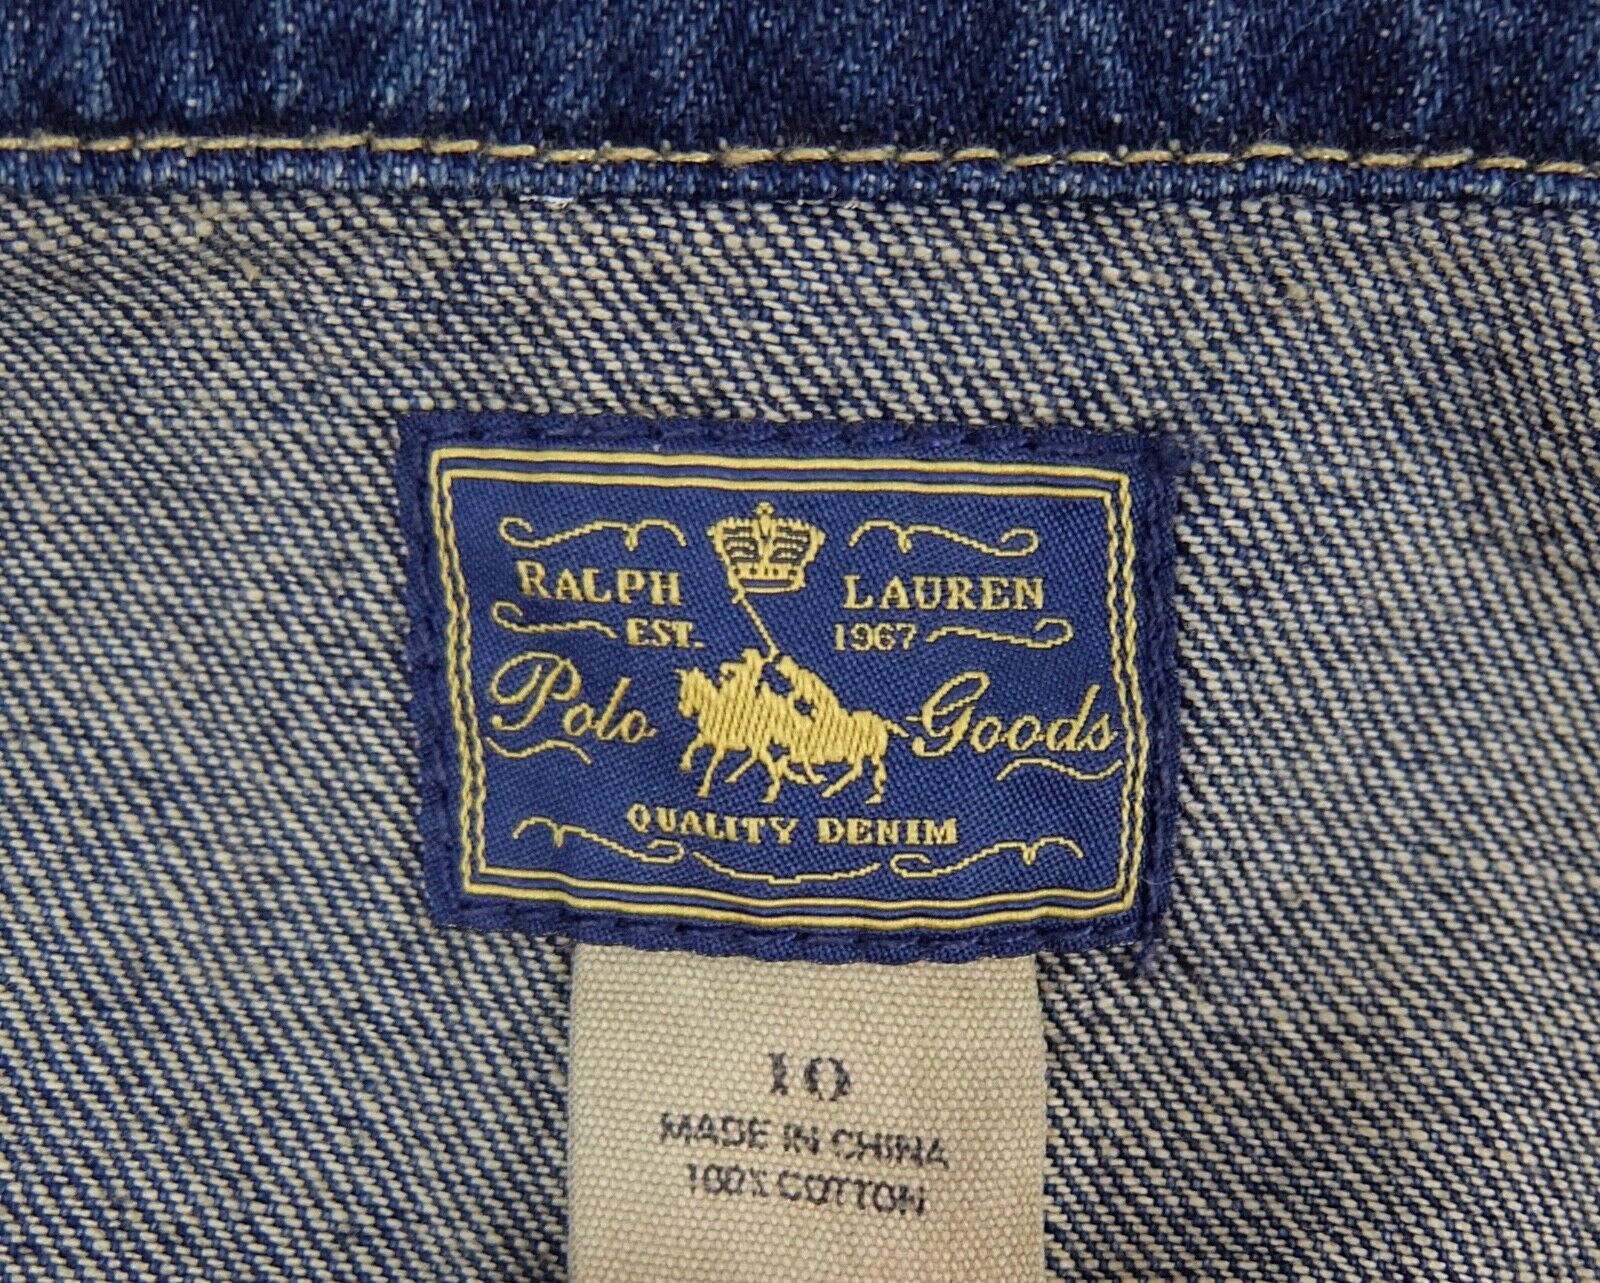 RALPH LAUREN
EST. 1967
Polo Goods
QUALITY DENIM
10
MADE IN CHINA
100% COTTON